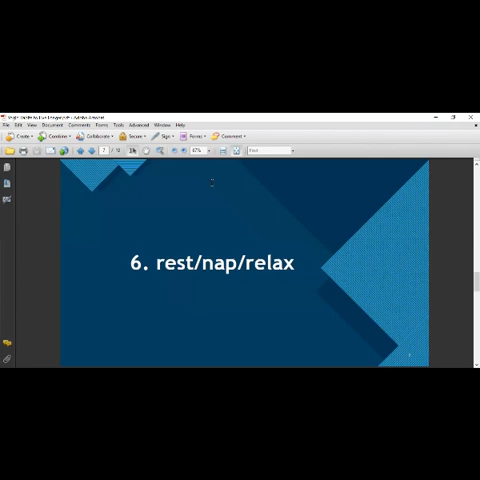 File Edit View Document Comments Forms Tools Advanced Window Help
Create Combine Collaborate Secure Sign Forms Comment
7 / 67% Find
6. rest/nap/relax
7